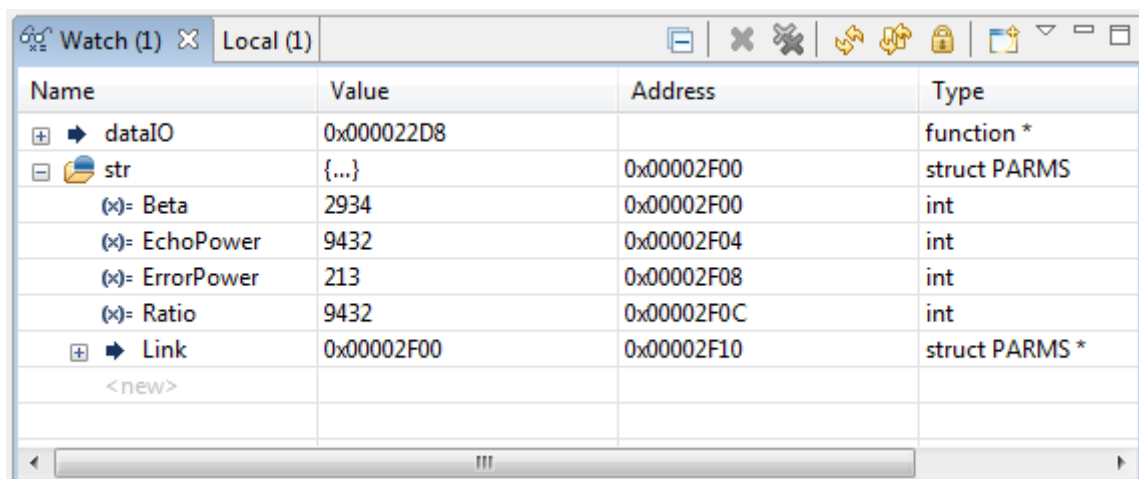 Watch (1) Local (1)
Name Value Address Type
dataIO 0x000022D8 function *
str {...} 0x00002F00 struct PARMS
(x)= Beta 2934 0x00002F00 int
(x)= EchoPower 9432 0x00002F04 int
(x)= ErrorPower 213 0x00002F08 int
(x)= Ratio 9432 0x00002F0C int
Link 0x00002F00 0x00002F10 struct PARMS *
<new>